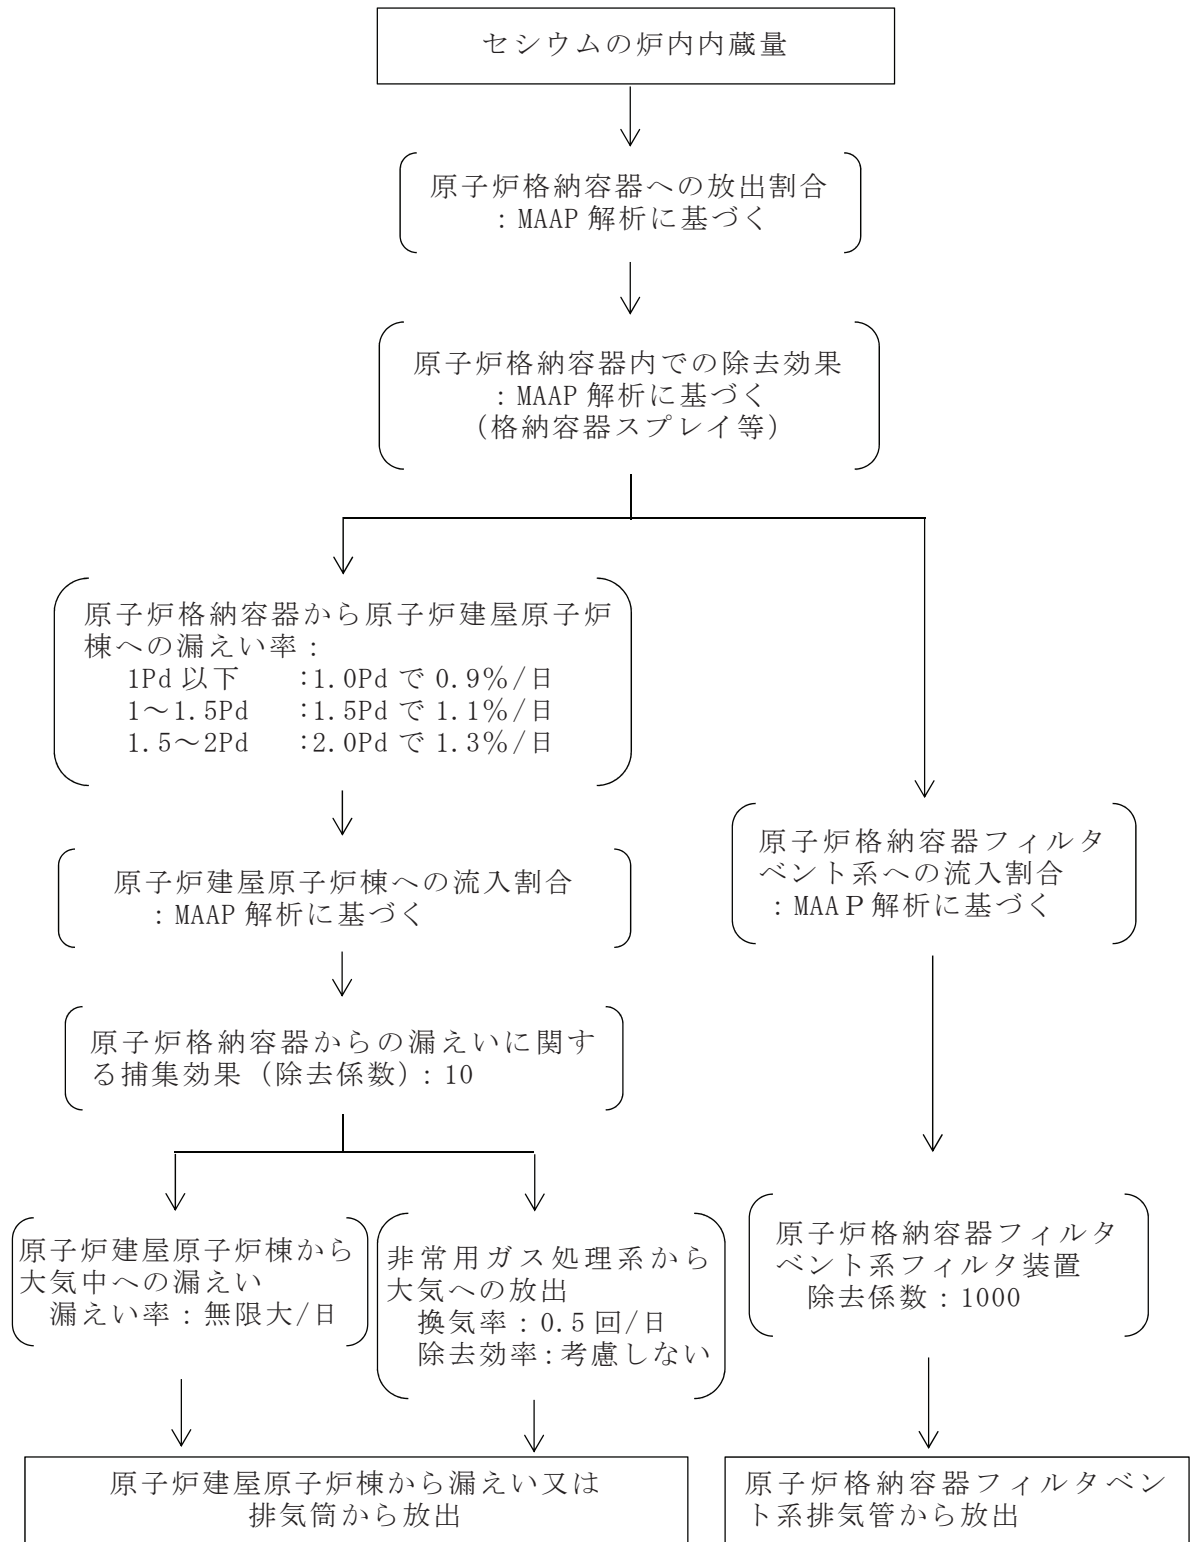 セシウムの炉内内蔵量
原子炉格納容器への放出割合
：MAAP 解析に基づく
原子炉格納容器内での除去効果
：MAAP 解析に基づく
（格納容器スプレイ等）
原子炉格納容器から原子炉建屋原子炉
棟への漏えい率：
1Pd 以下　：1.0Pd で 0.9％/日
1～1.5Pd　：1.5Pd で 1.1％/日
1.5～2Pd　：2.0Pd で 1.3％/日
原子炉建屋原子炉棟への流入割合
：MAAP 解析に基づく
原子炉格納容器からの漏えいに関す
る捕集効果（除去係数）：10
原子炉建屋原子炉棟から
大気中への漏えい
漏えい率：無限大/日
非常用ガス処理系から
大気への放出
換気率：0.5 回/日
除去効率：考慮しない
原子炉建屋原子炉棟から漏えい又は
排気筒から放出
原子炉格納容器フィルタ
ベント系への流入割合
：MAAＰ解析に基づく
原子炉格納容器フィルタ
ベント系フィルタ装置
除去係数：1000
原子炉格納容器フィルタベン
ト系排気管から放出